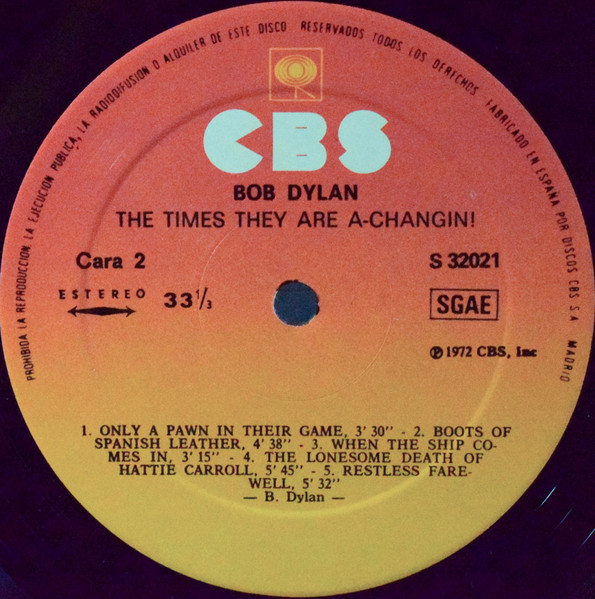 PROHIBIDA LA REPRODUCCION, LA EJECUCION PUBLICA, LA RADIODIFUSION O ALQUILER DE ESTE DISCO RESERVADOS TODOS LOS DERECHOS FABRICADO EN ESPAÑA POR DISCOS CBS S.A. MADRID
CBS
BOB DYLAN
THE TIMES THEY ARE A-CHANGIN!
Cara 2
S 32021
ESTEREO
33 1/3
SGAE
℗ 1972 CBS, Inc
1. ONLY A PAWN IN THEIR GAME, 3' 30" - 2. BOOTS OF
SPANISH LEATHER, 4' 38" - 3. WHEN THE SHIP CO-
MES IN, 3' 15" - 4. THE LONESOME DEATH OF
HATTIE CARROLL, 5' 45" - 5. RESTLESS FARE-
WELL, 5' 32"
— B. Dylan —